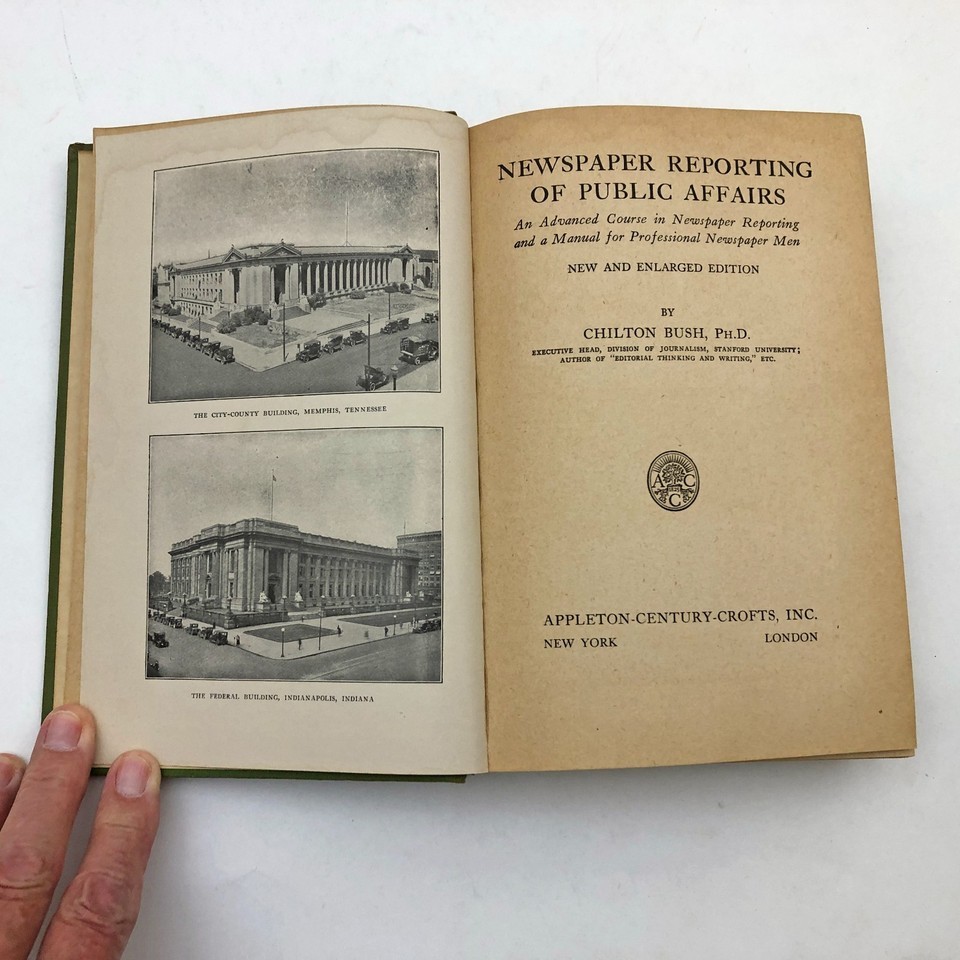 THE CITY-COUNTY BUILDING, MEMPHIS, TENNESSEE
THE FEDERAL BUILDING, INDIANAPOLIS, INDIANA
NEWSPAPER REPORTING
OF PUBLIC AFFAIRS
An Advanced Course in Newspaper Reporting
and a Manual for Professional Newspaper Men
NEW AND ENLARGED EDITION
BY
CHILTON BUSH, PH.D.
EXECUTIVE HEAD, DIVISION OF JOURNALISM, STANFORD UNIVERSITY;
AUTHOR OF "EDITORIAL THINKING AND WRITING," ETC.
A C
C
APPLETON-CENTURY-CROFTS, INC.
NEW YORK LONDON